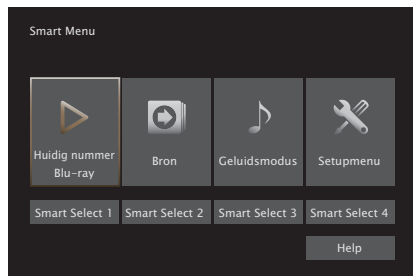 Smart Menu
Huidig nummer
Blu-ray
Bron
Geluidsmodus
Setupmenu
Smart Select 1
Smart Select 2
Smart Select 3
Smart Select 4
Help